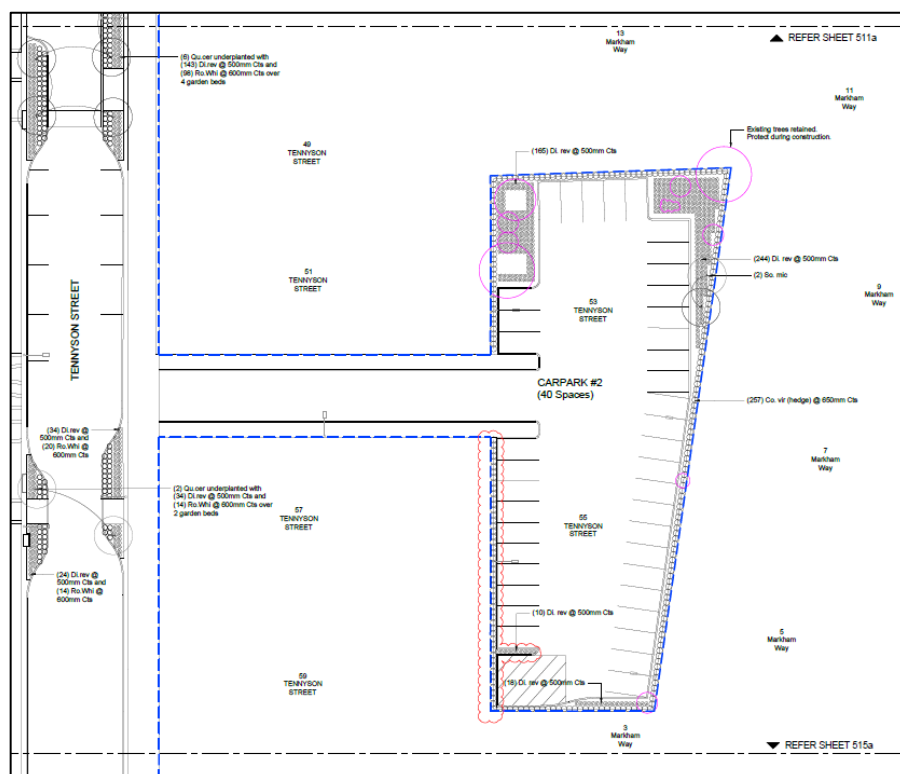 13
Markham
Way
REFER SHEET 511a
(6) Qu.cer underplanted with
(143) Di.rev @ 500mm Cts and
(98) Ro.Whi @ 600mm Cts over
4 garden beds
11
Markham
Way
Existing trees retained.
Protect during construction.
49
TENNYSON
STREET
(165) Di. rev @ 500mm Cts
51
TENNYSON
STREET
(244) Di. rev @ 500mm Cts
(2) So. mic
9
Markham
Way
53
TENNYSON
STREET
TENNYSON STREET
CARPARK #2
(40 Spaces)
(257) Co. vir (hedge) @ 650mm Cts
(34) Di.rev @
500mm Cts and
(20) Ro.Whi @
600mm Cts
7
Markham
Way
(2) Qu.cer underplanted with
(34) Di.rev @ 500mm Cts and
(14) Ro.Whi @ 600mm Cts over
2 garden beds
57
TENNYSON
STREET
55
TENNYSON
STREET
(24) Di.rev @
500mm Cts and
(14) Ro.Whi @
600mm Cts
(10) Di. rev @ 500mm Cts
5
Markham
Way
59
TENNYSON
STREET
(18) Di. rev @ 500mm Cts
3
Markham
Way
REFER SHEET 515a